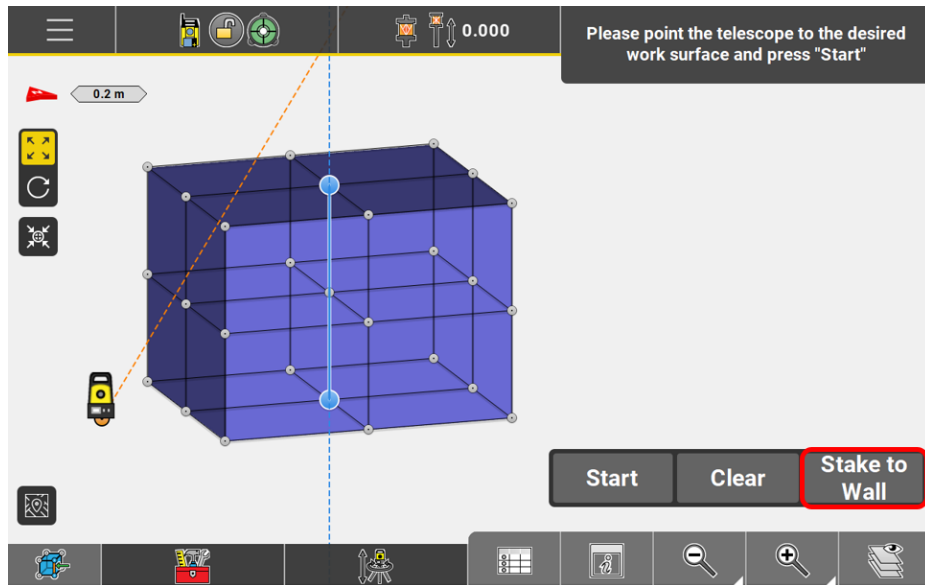 0.000
Please point the telescope to the desired
work surface and press "Start"
0.2 m
Start
Clear
Stake to
Wall